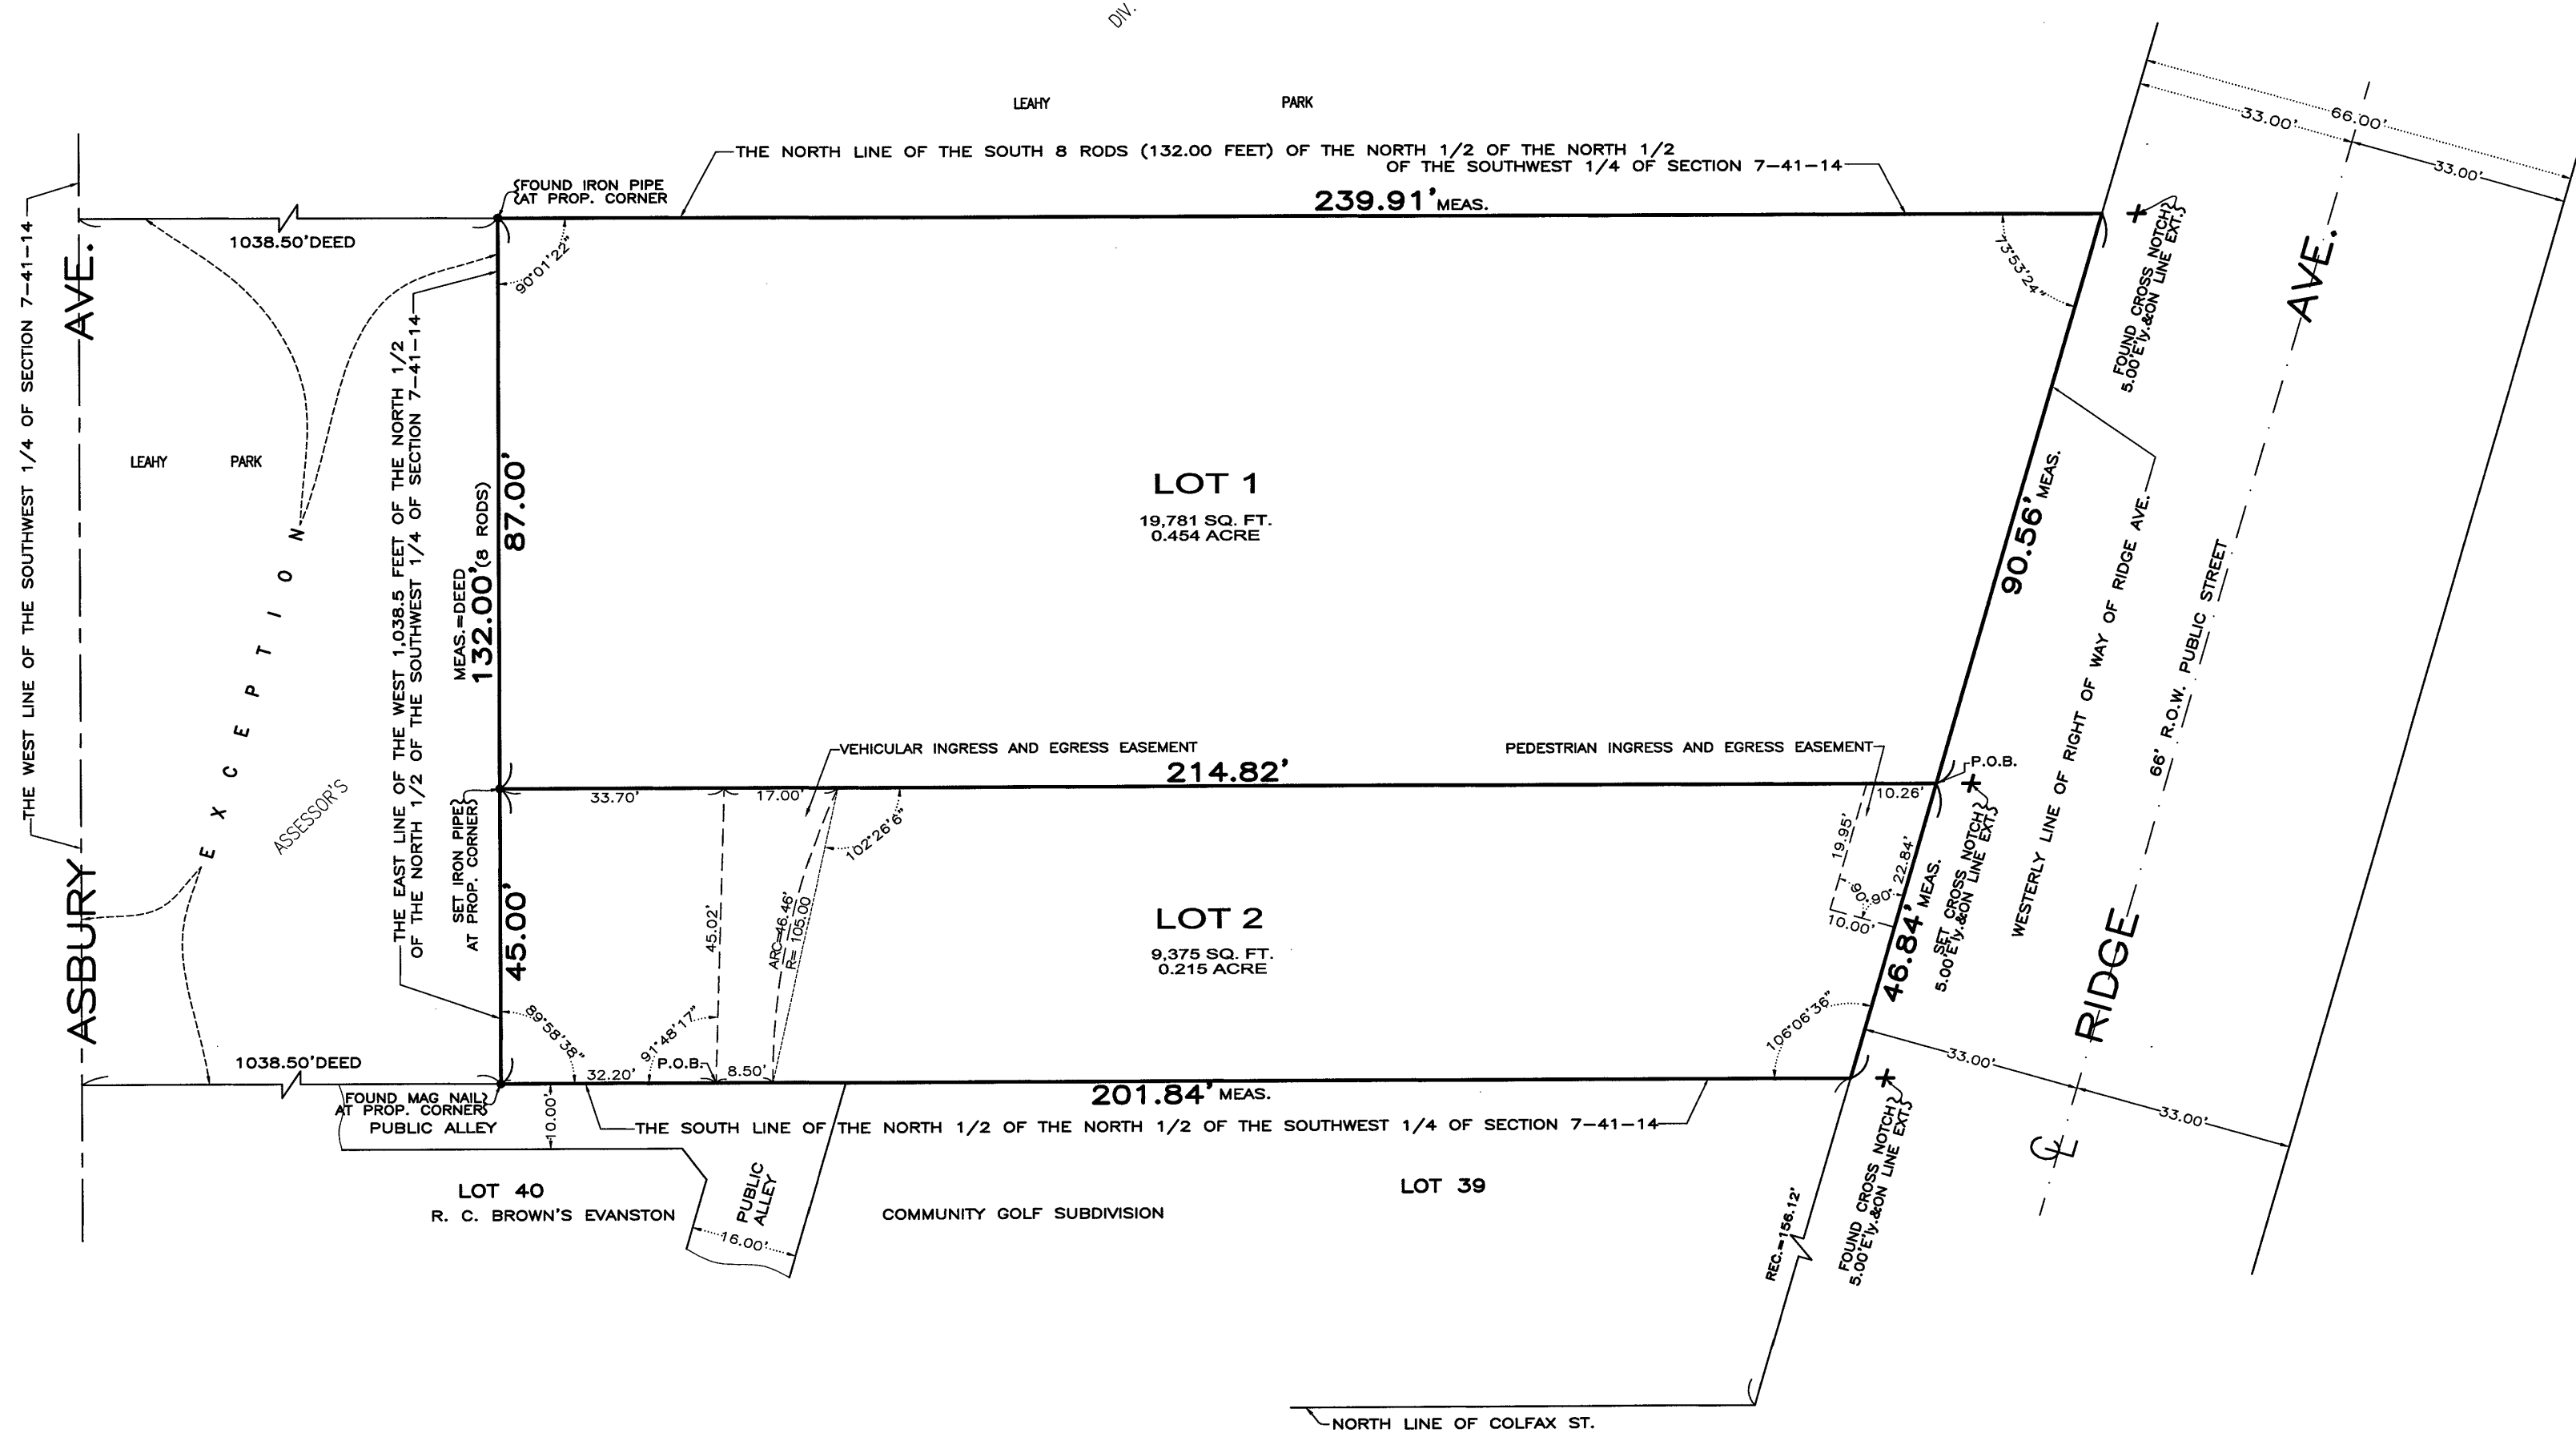 DIV.
LEAHY PARK
66.00'
33.00'
33.00'
THE NORTH LINE OF THE SOUTH 8 RODS (132.00 FEET) OF THE NORTH 1/2 OF THE NORTH 1/2
OF THE SOUTHWEST 1/4 OF SECTION 7-41-14
FOUND IRON PIPE
AT PROP. CORNER
239.91' MEAS.
1038.50' DEED
90°01'22"
73°53'24"
FOUND CROSS NOTCH
5.00'E'ly.&ON LINE EXT.
THE WEST LINE OF THE SOUTHWEST 1/4 OF SECTION 7-41-14
ASBURY AVE.
LEAHY PARK
EXCEPTION
ASSESSOR'S
THE EAST LINE OF THE WEST 1,038.5 FEET OF THE NORTH 1/2
OF THE NORTH 1/2 OF THE SOUTHWEST 1/4 OF SECTION 7-41-14
MEAS.=DEED
132.00' (8 RODS)
87.00'
LOT 1
19,781 SQ. FT.
0.454 ACRE
90.56' MEAS.
WESTERLY LINE OF RIGHT OF WAY OF RIDGE AVE.
66' R.O.W. PUBLIC STREET
RIDGE AVE.
VEHICULAR INGRESS AND EGRESS EASEMENT
PEDESTRIAN INGRESS AND EGRESS EASEMENT
P.O.B.
214.82'
33.70'
17.00'
10.26'
SET IRON PIPE
AT PROP. CORNER
102°26'6"
19.95'
22.84'
90°
90°
10.00'
SET CROSS NOTCH
5.00'E'ly.&ON LINE EXT.
45.00'
45.02'
ARC=46.46'
R= 105.00
LOT 2
9,375 SQ. FT.
0.215 ACRE
46.84' MEAS.
89°58'38"
91°48'17"
106°06'36"
33.00'
33.00'
1038.50' DEED
32.20'
P.O.B.
8.50'
201.84' MEAS.
FOUND MAG NAIL
AT PROP. CORNER
PUBLIC ALLEY
10.00'
THE SOUTH LINE OF THE NORTH 1/2 OF THE NORTH 1/2 OF THE SOUTHWEST 1/4 OF SECTION 7-41-14
FOUND CROSS NOTCH
5.00'E'ly.&ON LINE EXT.
℄
LOT 40
R. C. BROWN'S EVANSTON
PUBLIC
ALLEY
16.00'
COMMUNITY GOLF SUBDIVISION
LOT 39
REC.=156.12'
NORTH LINE OF COLFAX ST.